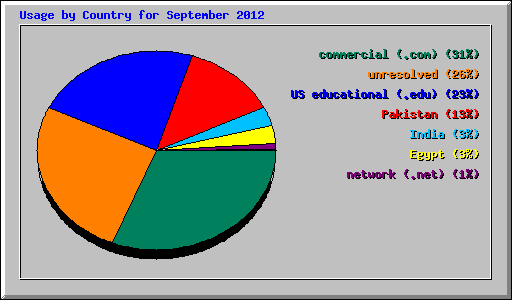 Usage by Country for September 2012
commercial (.com) (31%)
unresolved (26%)
US educational (.edu) (23%)
Pakistan (13%)
India (3%)
Egypt (3%)
network (.net) (1%)